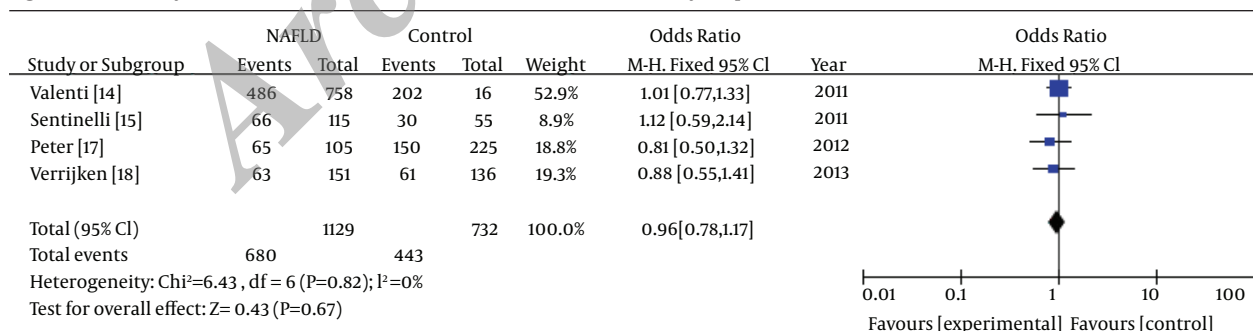 NAFLD Control Odds Ratio Odds Ratio
Study or Subgroup Events Total Events Total Weight M-H. Fixed 95% Cl Year M-H. Fixed 95% Cl
Valenti [14] 486 758 202 16 52.9% 1.01 [0.77,1.33] 2011
Sentinelli [15] 66 115 30 55 8.9% 1.12 [0.59,2.14] 2011
Peter [17] 65 105 150 225 18.8% 0.81 [0.50,1.32] 2012
Verrijken [18] 63 151 61 136 19.3% 0.88 [0.55,1.41] 2013
Total (95% Cl) 1129 732 100.0% 0.96[0.78,1.17]
Total events 680 443
Heterogeneity: Chi²=6.43 , df = 6 (P=0.82); l²=0%
Test for overall effect: Z= 0.43 (P=0.67)
0.01 0.1 1 10 100
Favours [experimental] Favours [control]